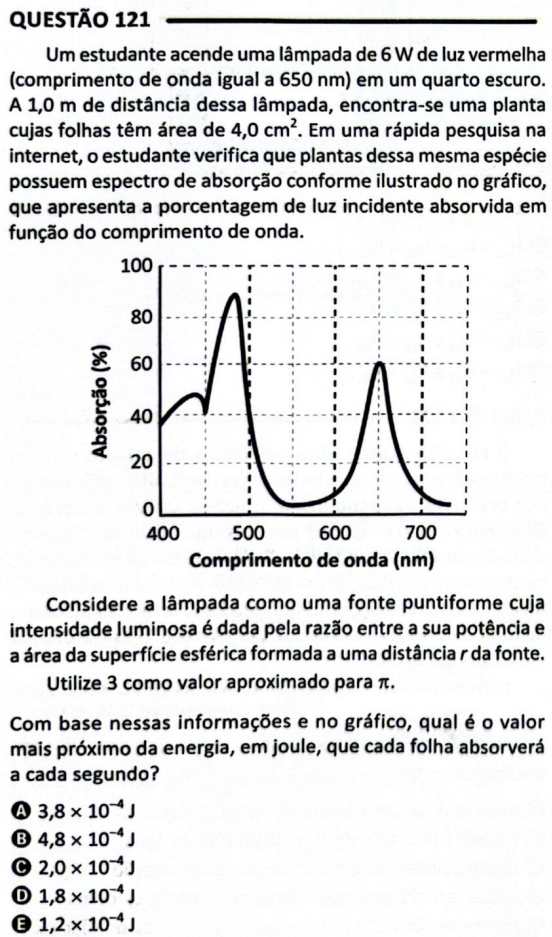 QUESTÃO 121
Um estudante acende uma lâmpada de 6 W de luz vermelha
(comprimento de onda igual a 650 nm) em um quarto escuro.
A 1,0 m de distância dessa lâmpada, encontra-se uma planta
cujas folhas têm área de 4,0 cm². Em uma rápida pesquisa na
internet, o estudante verifica que plantas dessa mesma espécie
possuem espectro de absorção conforme ilustrado no gráfico,
que apresenta a porcentagem de luz incidente absorvida em
função do comprimento de onda.
Absorção (%)
100
80
60
40
20
0
400 500 600 700
Comprimento de onda (nm)
Considere a lâmpada como uma fonte puntiforme cuja
intensidade luminosa é dada pela razão entre a sua potência e
a área da superfície esférica formada a uma distância r da fonte.
Utilize 3 como valor aproximado para π.
Com base nessas informações e no gráfico, qual é o valor
mais próximo da energia, em joule, que cada folha absorverá
a cada segundo?
A 3,8 × 10⁻⁴ J
B 4,8 × 10⁻⁴ J
C 2,0 × 10⁻⁴ J
D 1,8 × 10⁻⁴ J
E 1,2 × 10⁻⁴ J